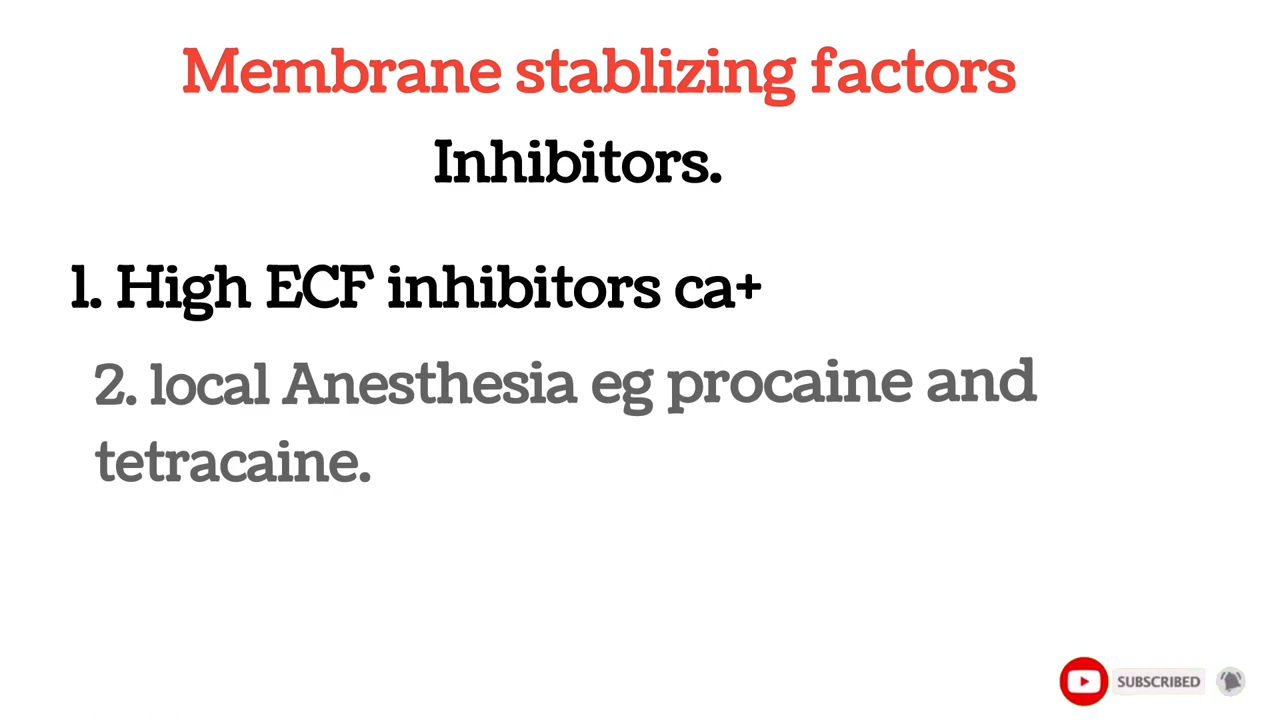 Membrane stablizing factors
Inhibitors.
1. High ECF inhibitors ca+
2. local Anesthesia eg procaine and
tetracaine.
SUBSCRIBED